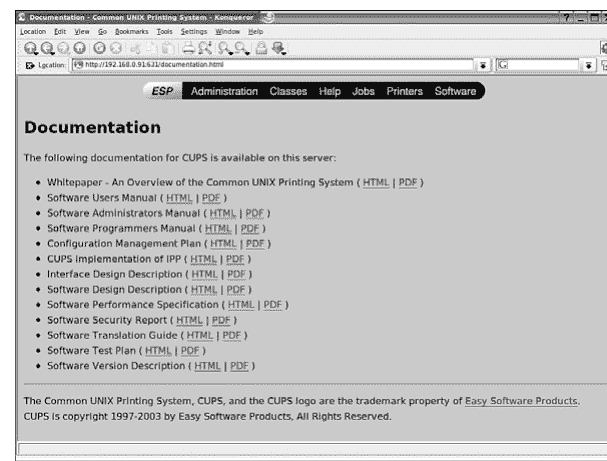 Documentation - Common UNIX Printing System - Konqueror
Location Edit View Go Bookmarks Tools Settings Window Help
Location: http://192.168.0.91:631/documentation.html
ESP Administration Classes Help Jobs Printers Software
Documentation
The following documentation for CUPS is available on this server:
• Whitepaper - An Overview of the Common UNIX Printing System ( HTML | PDF )
• Software Users Manual ( HTML | PDF )
• Software Administrators Manual ( HTML | PDF )
• Software Programmers Manual ( HTML | PDF )
• Configuration Management Plan ( HTML | PDF )
• CUPS Implementation of IPP ( HTML | PDF )
• Interface Design Description ( HTML | PDF )
• Software Design Description ( HTML | PDF )
• Software Performance Specification ( HTML | PDF )
• Software Security Report ( HTML | PDF )
• Software Translation Guide ( HTML | PDF )
• Software Test Plan ( HTML | PDF )
• Software Version Description ( HTML | PDF )
The Common UNIX Printing System, CUPS, and the CUPS logo are the trademark property of Easy Software Products.
CUPS is copyright 1997-2003 by Easy Software Products, All Rights Reserved.